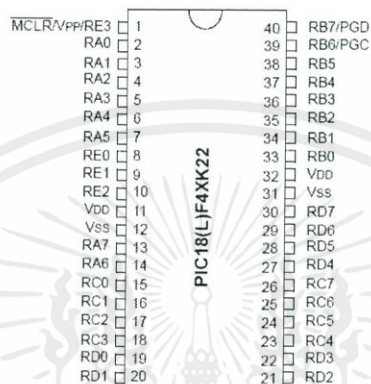 MCLR/VPP/RE3 1 40 RB7/PGD
RA0 2 39 RB6/PGC
RA1 3 38 RB5
RA2 4 37 RB4
RA3 5 36 RB3
RA4 6 35 RB2
RA5 7 34 RB1
RE0 8 33 RB0
RE1 9 32 VDD
RE2 10 31 VSS
VDD 11 30 RD7
VSS 12 29 RD6
RA7 13 28 RD5
RA6 14 27 RD4
RC0 15 26 RC7
RC1 16 25 RC6
RC2 17 24 RC5
RC3 18 23 RC4
RD0 19 22 RD3
RD1 20 21 RD2
PIC18(L)F4XK22